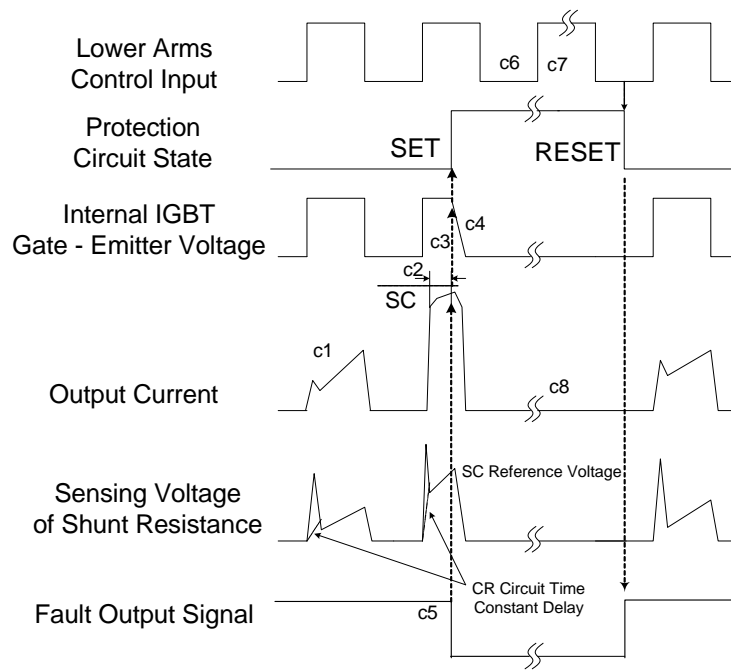 Lower Arms
Control Input
c6
c7
Protection
Circuit State
SET
RESET
Internal IGBT
Gate - Emitter Voltage
c4
c3
c2
SC
c1
Output Current
c8
SC Reference Voltage
Sensing Voltage
of Shunt Resistance
CR Circuit Time
Constant Delay
Fault Output Signal
c5